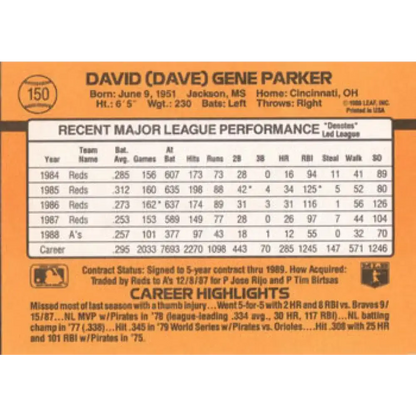 150
DAVID (DAVE) GENE PARKER
Born: June 9, 1951 Jackson, MS Home: Cincinnati, OH
Ht.: 6'5" Wgt.: 230 Bats: Left Throws: Right
© 1988 LEAF, INC.
Printed in USA
RECENT MAJOR LEAGUE PERFORMANCE *Denotes Led League
Year Team Name Bat. Avg. Games At Bat Hits Runs 2B 3B HR RBI Steal Walk SO
1984 Reds .285 156 607 173 73 28 0 16 94 11 41 89
1985 Reds .312 160 635 198 88 42* 4 34 125* 5 52 80
1986 Reds .273 162* 637 174 89 31 3 31 116 1 56 126
1987 Reds .253 153 589 149 77 28 0 26 97 7 44 104
1988 A's .257 101 377 97 43 18 1 12 55 0 32 70
Career .295 2033 7693 2270 1098 443 70 285 1245 147 571 1246
Contract Status: Signed to 5-year contract thru 1989. How Acquired:
Traded by Reds to A's 12/8/87 for P Jose Rijo and P Tim Birtsas
CAREER HIGHLIGHTS
Missed most of last season with a thumb injury...Went 5-for-5 with 2 HR and 8 RBI vs. Braves 9/
15/87...NL MVP w/Pirates in '78 (league-leading .334 avg., 30 HR, 117 RBI)...NL batting
champ in '77 (.338)...Hit .345 in '79 World Series w/Pirates vs. Orioles....Hit .308 with 25 HR
and 101 RBI w/Pirates in '75.